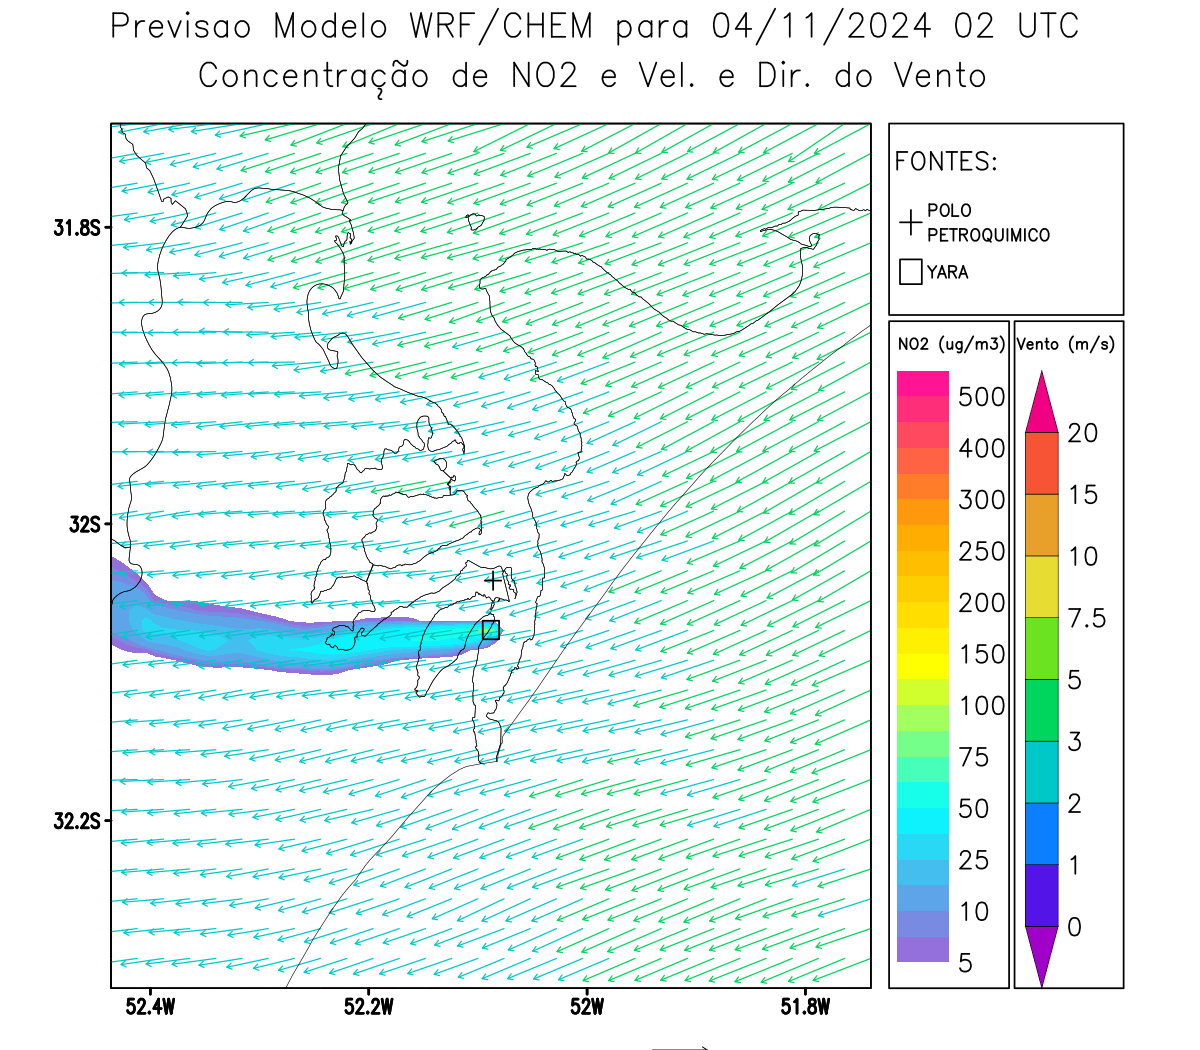 Previsao Modelo WRF/CHEM para 04/11/2024 02 UTC
Concentração de NO2 e Vel. e Dir. do Vento
FONTES:
POLO
PETROQUIMICO
YARA
NO2 (ug/m3)
500
400
300
250
200
150
100
75
50
25
10
5
Vento (m/s)
20
15
10
7.5
5
3
2
1
0
31.8S
32S
32.2S
52.4W 52.2W 52W 51.8W